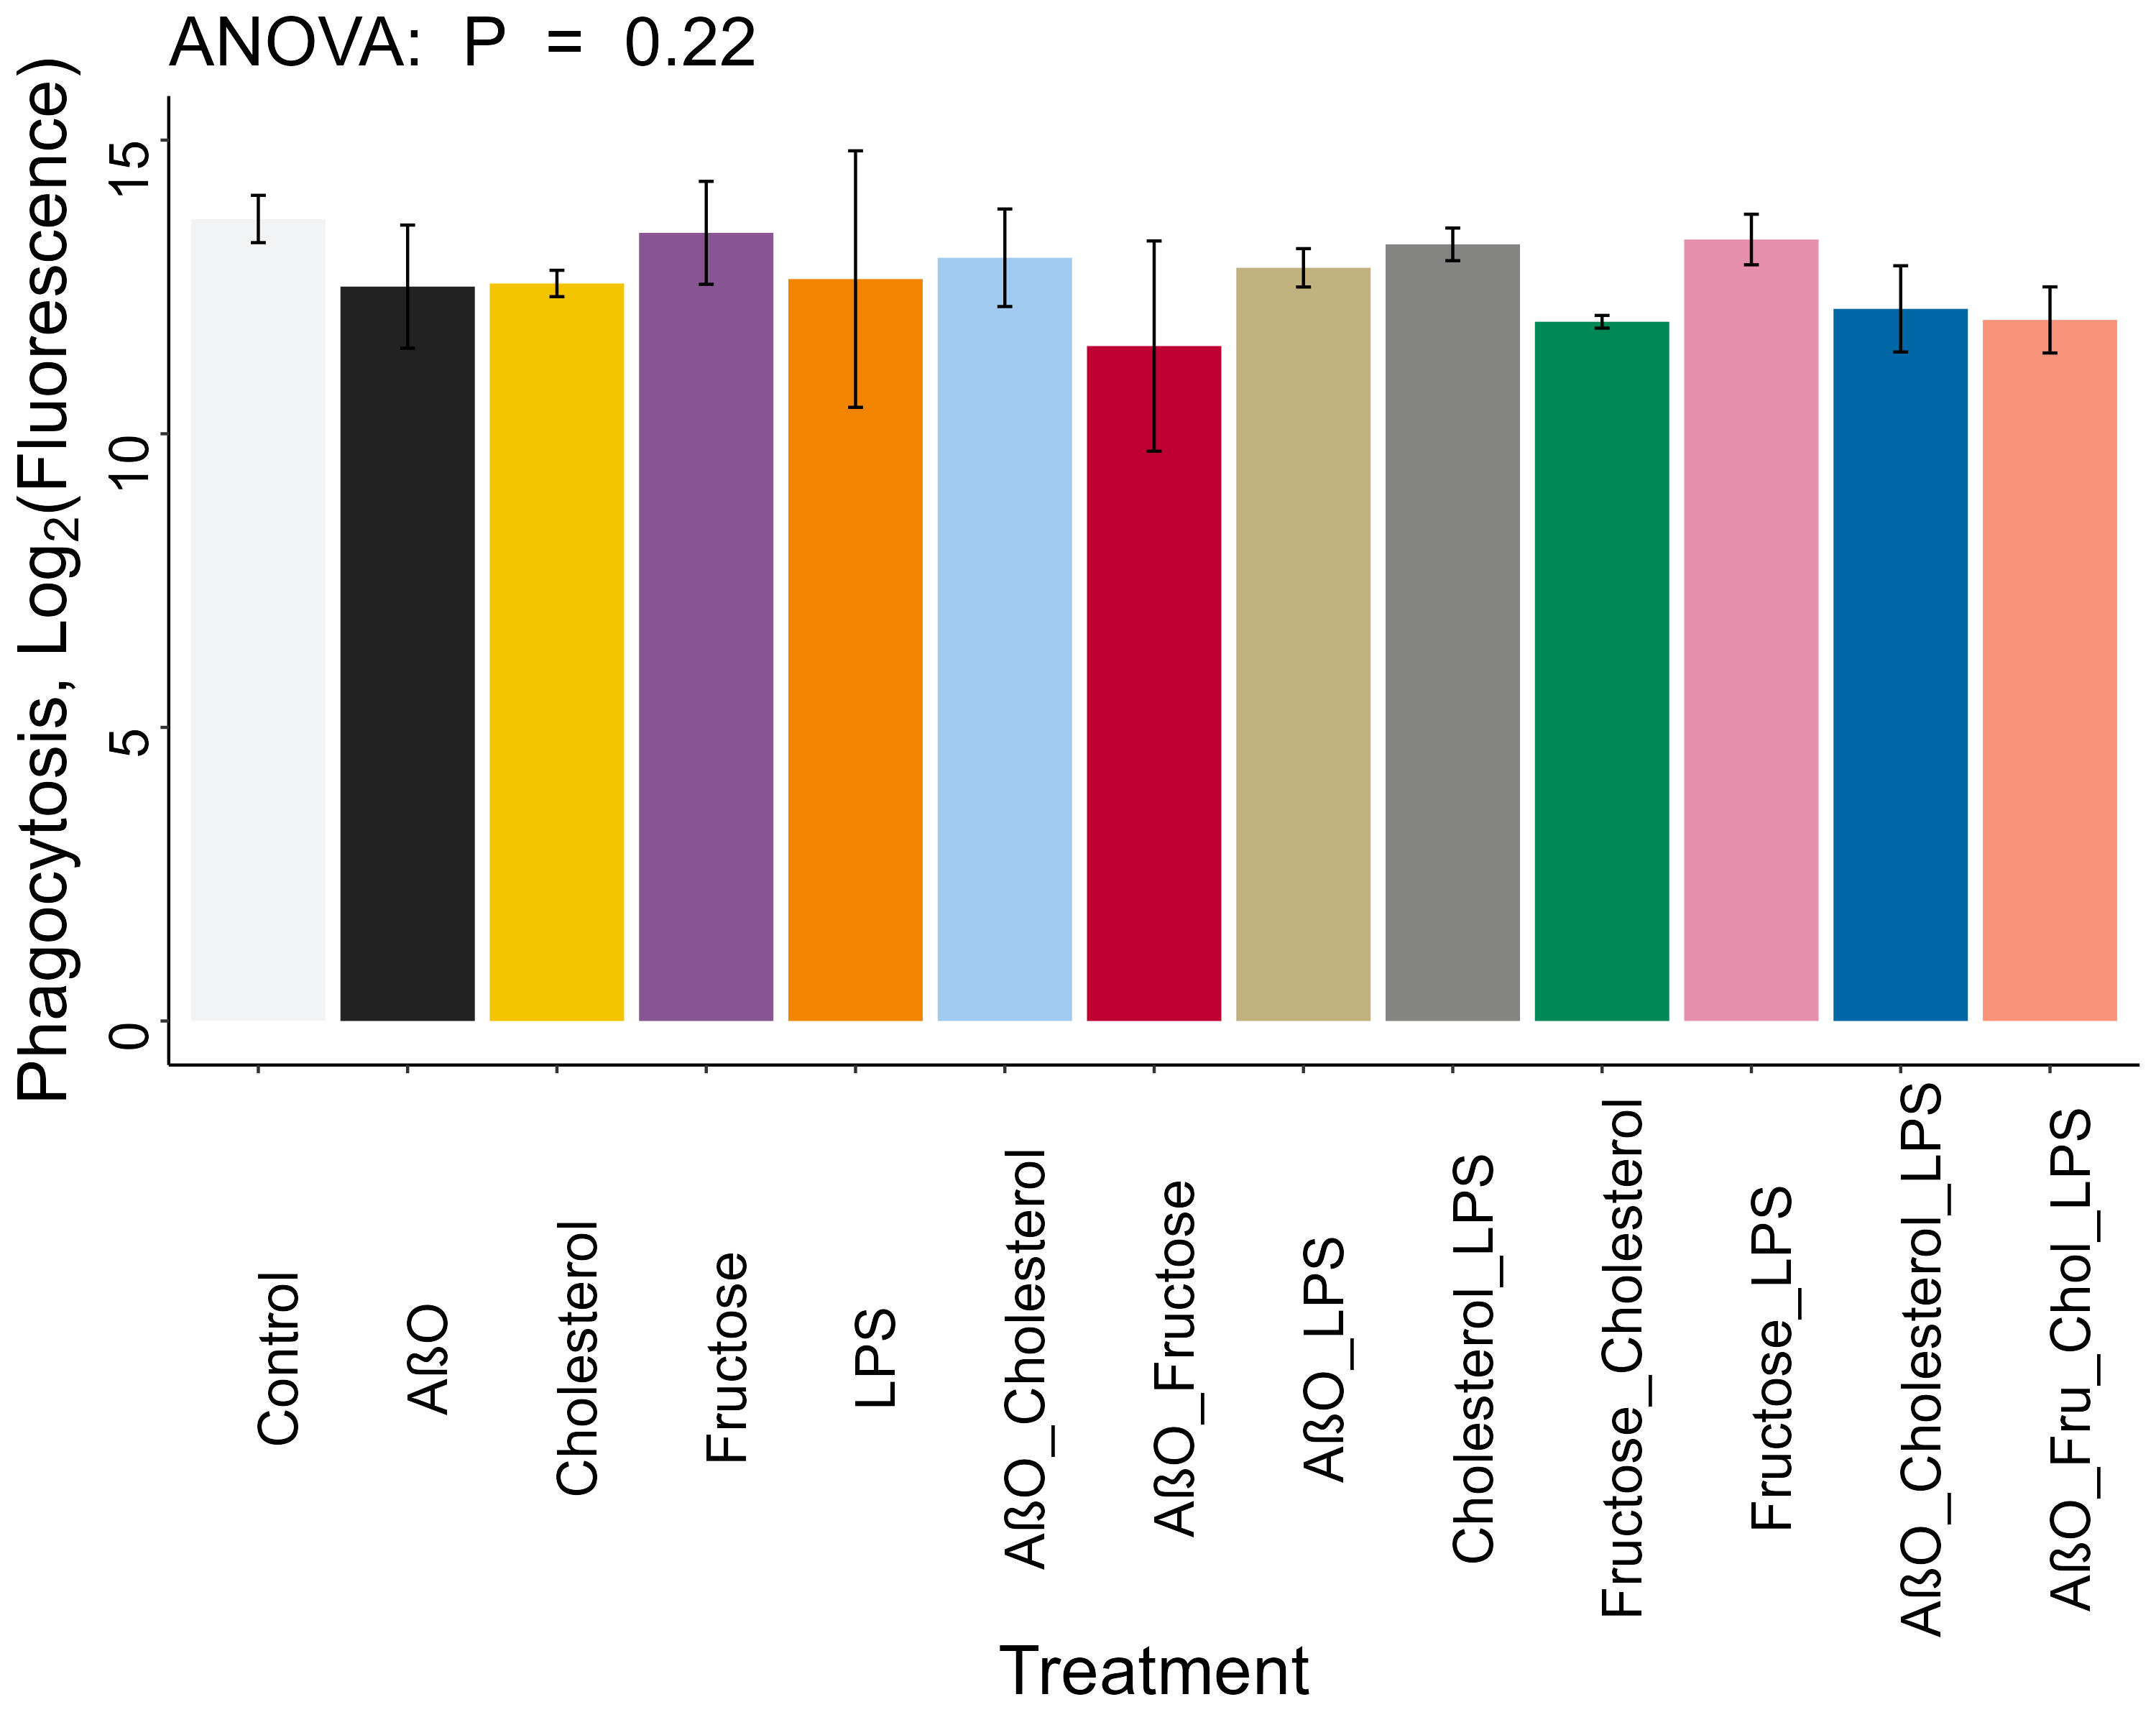 ANOVA: P = 0.22
Phagocytosis, Log₂(Fluorescence)
15
10
5
0
Control
AßO
Cholesterol
Fructose
LPS
AßO_Cholesterol
AßO_Fructose
AßO_LPS
Cholesterol_LPS
Fructose_Cholesterol
Fructose_LPS
AßO_Cholesterol_LPS
AßO_Fru_Chol_LPS
Treatment